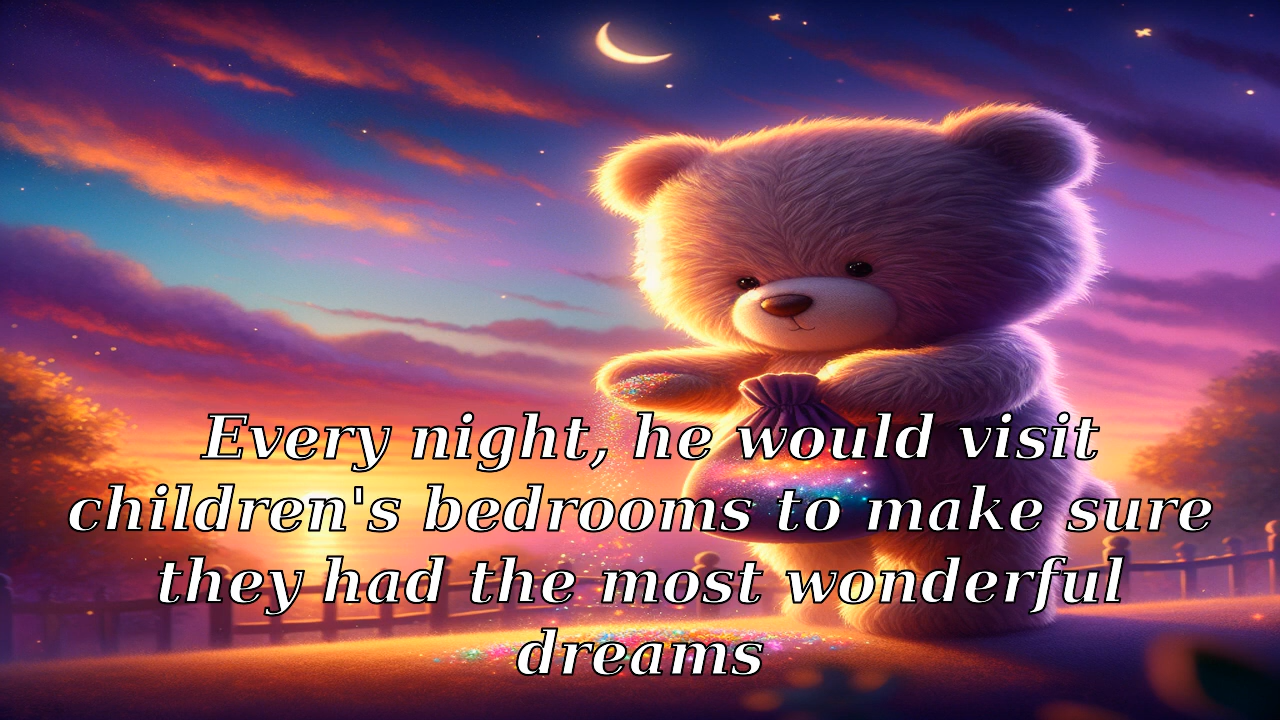 Every night, he would visit
children's bedrooms to make sure
they had the most wonderful
dreams